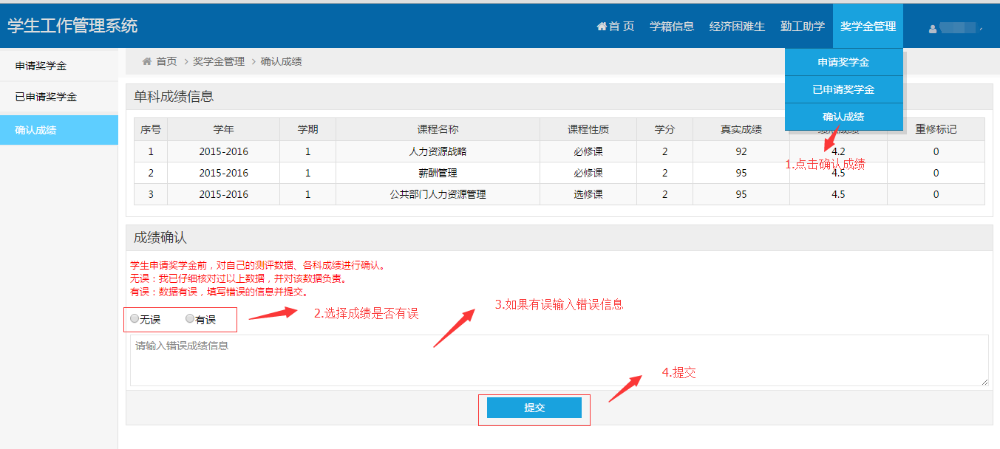 学生工作管理系统
首 页 学籍信息 经济困难生 勤工助学 奖学金管理
申请奖学金
已申请奖学金
确认成绩
申请奖学金
已申请奖学金
确认成绩
首页 > 奖学金管理 > 确认成绩
单科成绩信息
序号 学年 学期 课程名称 课程性质 学分 真实成绩 重修标记
1 2015-2016 1 人力资源战略 必修课 2 92 4.2 0
2 2015-2016 1 薪酬管理 必修课 2 95 4.5 0
3 2015-2016 1 公共部门人力资源管理 选修课 2 95 4.5 0
1.点击确认成绩
成绩确认
学生申请奖学金前，对自己的测评数据、各科成绩进行确认。
无误：我已仔细核对过以上数据，并对该数据负责。
有误：数据有误，填写错误的信息并提交。
无误 有误
2.选择成绩是否有误
3.如果有误输入错误信息
请输入错误成绩信息
4.提交
提交